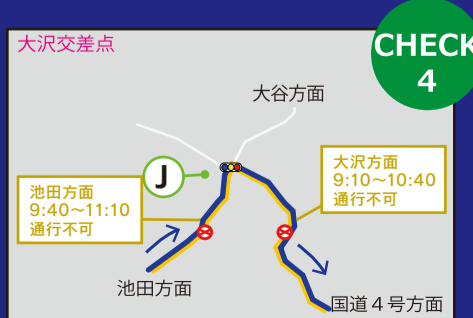 大沢交差点
CHECK
4
大谷方面
J
大沢方面
9:10〜10:40
通行不可
池田方面
9:40〜11:10
通行不可
池田方面
国道4号方面